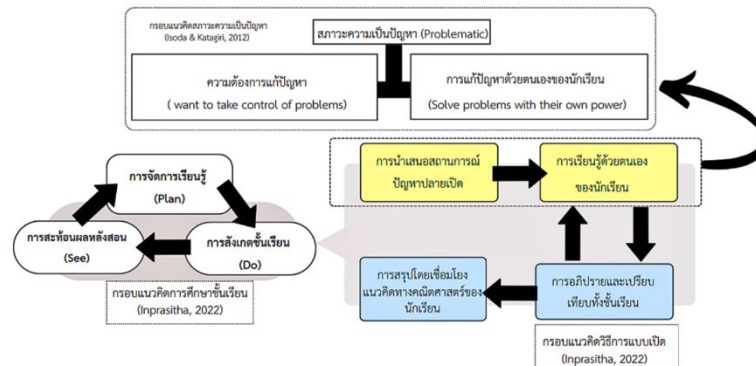 กรอบแนวคิดสภาวะความเป็นปัญหา
(Isoda & Katagiri, 2012)
สภาวะความเป็นปัญหา (Problematic)
ความต้องการแก้ปัญหา
( want to take control of problems)
การแก้ปัญหาด้วยตนเองของนักเรียน
(Solve problems with their own power)
การจัดการเรียนรู้
(Plan)
การสะท้อนผลหลังสอน
(See)
การสังเกตชั้นเรียน
(Do)
กรอบแนวคิดการศึกษาชั้นเรียน
(Inprasitha, 2022)
การนำเสนอสถานการณ์
ปัญหาปลายเปิด
การเรียนรู้ด้วยตนเอง
ของนักเรียน
การสรุปโดยเชื่อมโยง
แนวคิดทางคณิตศาสตร์ของ
นักเรียน
การอภิปรายและเปรียบ
เทียบทั้งชั้นเรียน
กรอบแนวคิดวิธีการแบบเปิด
(Inprasitha, 2022)